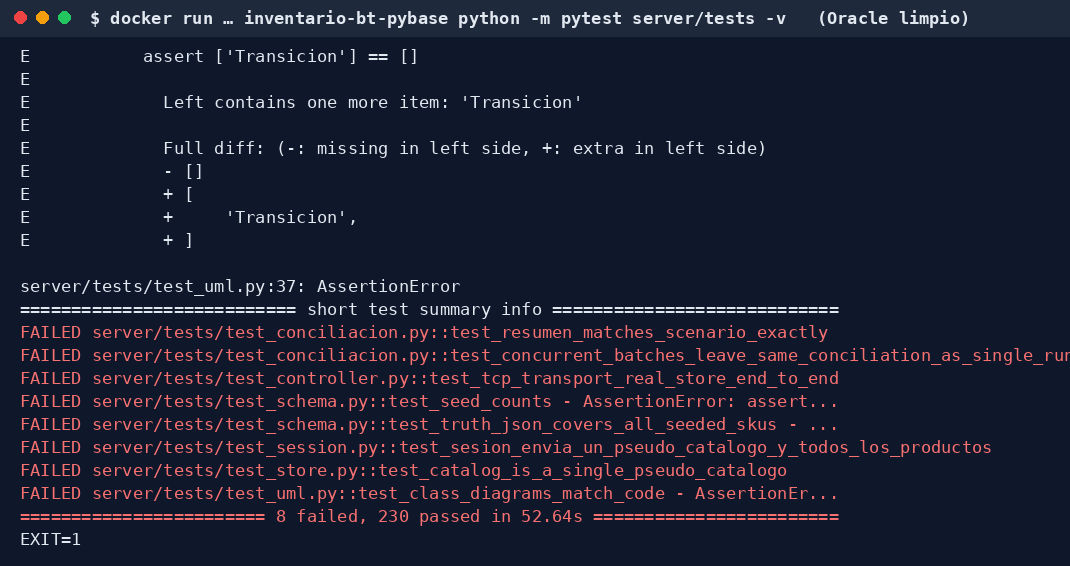 $ docker run … inventario-bt-pybase python -m pytest server/tests -v (Oracle limpio)
E assert ['Transicion'] == []
E
E Left contains one more item: 'Transicion'
E
E Full diff: (-: missing in left side, +: extra in left side)
E - []
E + [
E + 'Transicion',
E + ]
server/tests/test_uml.py:37: AssertionError
=========================== short test summary info ============================
FAILED server/tests/test_conciliacion.py::test_resumen_matches_scenario_exactly
FAILED server/tests/test_conciliacion.py::test_concurrent_batches_leave_same_conciliation_as_single_run
FAILED server/tests/test_controller.py::test_tcp_transport_real_store_end_to_end
FAILED server/tests/test_schema.py::test_seed_counts - AssertionError: assert...
FAILED server/tests/test_schema.py::test_truth_json_covers_all_seeded_skus - ...
FAILED server/tests/test_session.py::test_sesion_envia_un_pseudo_catalogo_y_todos_los_productos
FAILED server/tests/test_store.py::test_catalog_is_a_single_pseudo_catalogo
FAILED server/tests/test_uml.py::test_class_diagrams_match_code - AssertionEr...
======================== 8 failed, 230 passed in 52.64s ========================
EXIT=1